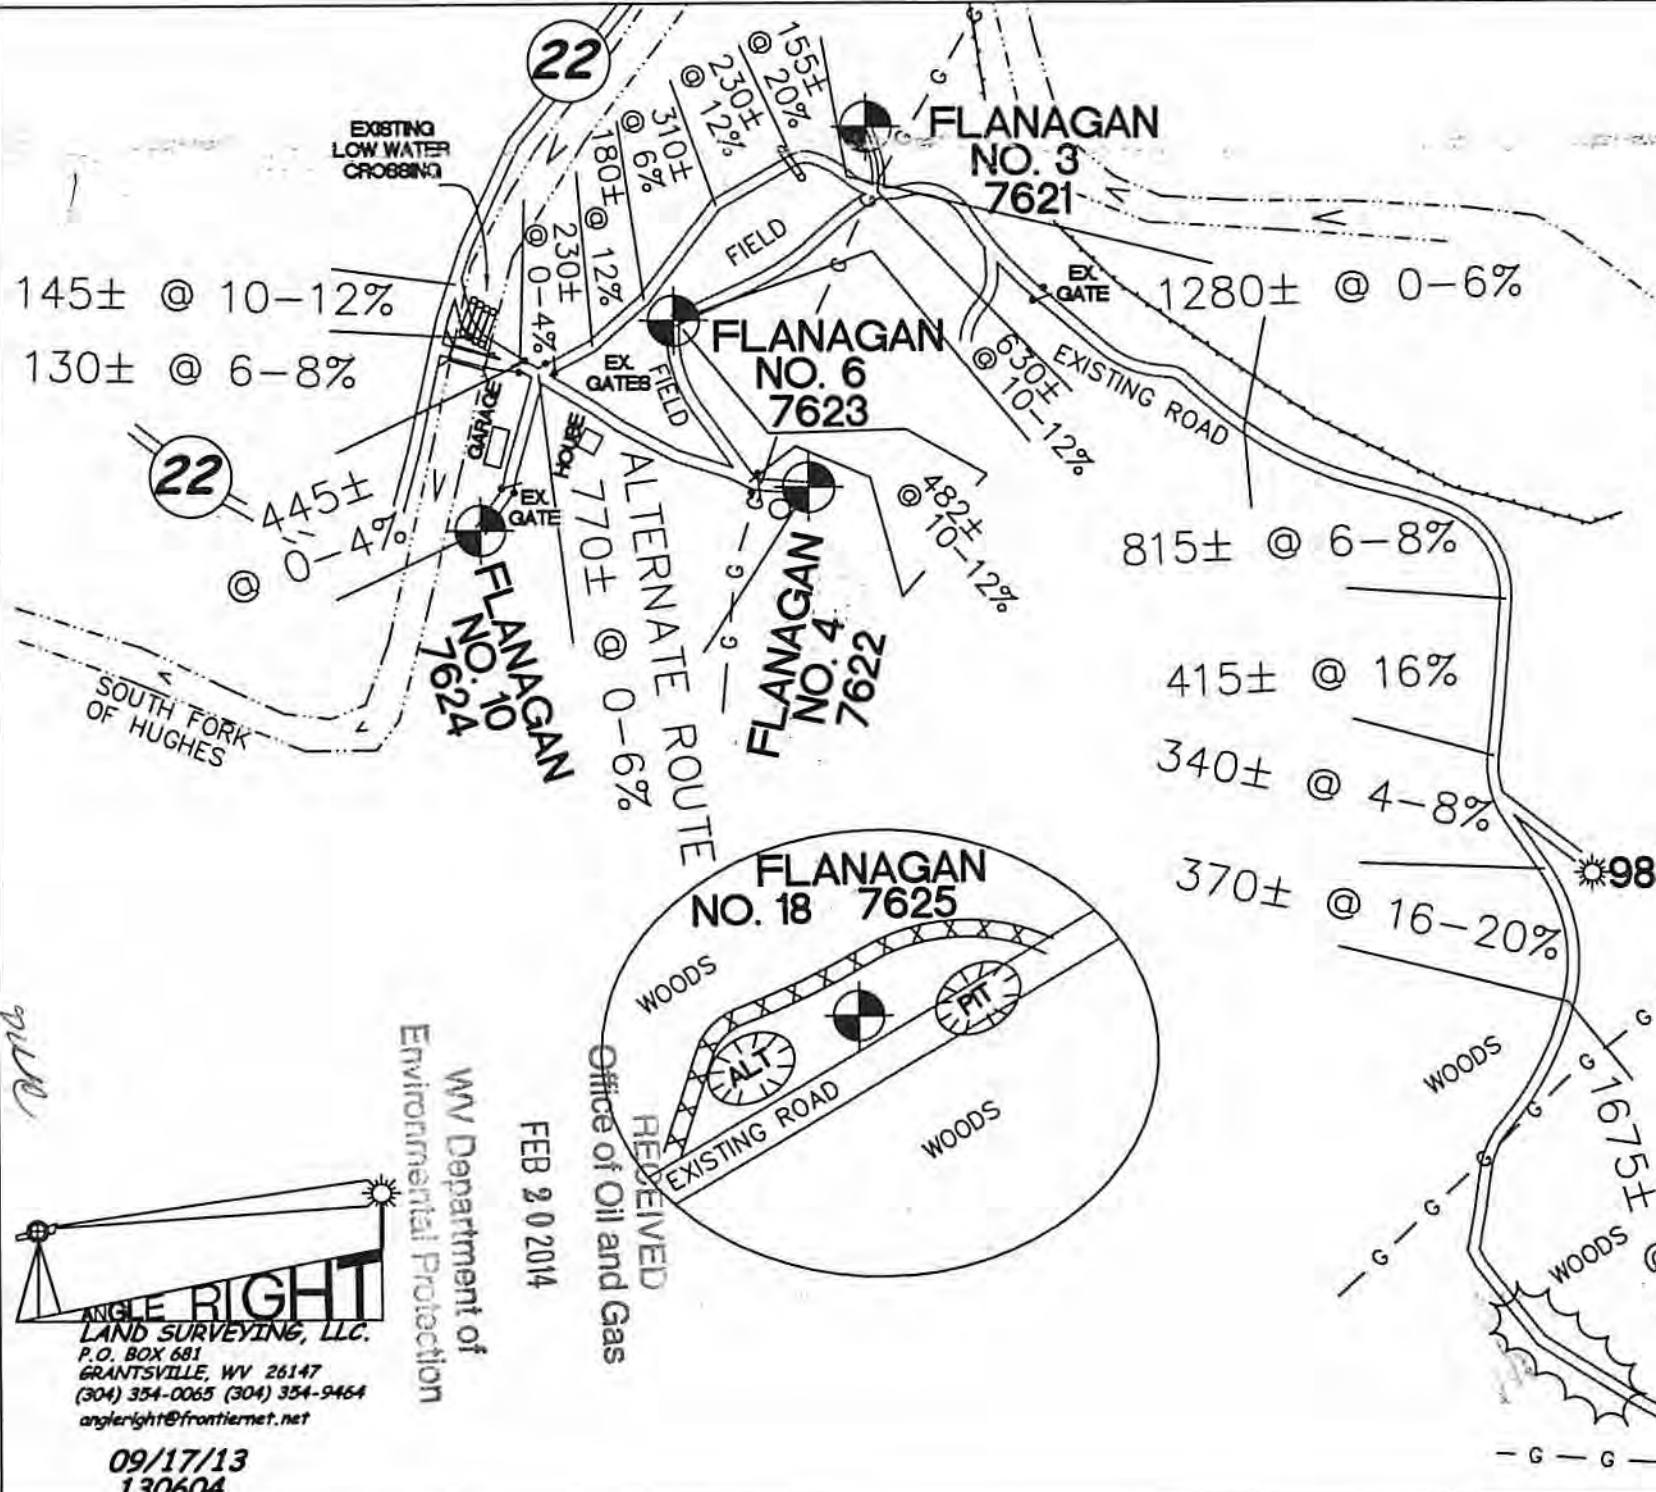 22
EXISTING
LOW WATER
CROSSING
155±
@ 20%
230±
@ 12%
310±
@ 6%
180± @ 12%
230±
@ 0-4%
FLANAGAN
NO. 3
7621
145± @ 10-12%
130± @ 6-8%
FIELD
FIELD
EX.
GATES
FLANAGAN
NO. 6
7623
EX.
GATE
1280± @ 0-6%
630±
@ 10-12%
EXISTING ROAD
GARAGE
HOUSE
22
445±
@ 0-4%
EX.
GATE
482±
@ 10-12%
815± @ 6-8%
ALTERNATE ROUTE
770± @ 0-6%
FLANAGAN
NO. 10
7624
FLANAGAN
NO. 4
7622
SOUTH FORK
OF HUGHES
415± @ 16%
340± @ 4-8%
98
370± @ 16-20%
FLANAGAN
NO. 18 7625
WOODS
PIT
ALT
EXISTING ROAD
WOODS
WOODS
1675±
WOODS @
G G G G G G
RECEIVED
Office of Oil and Gas
FEB 20 2014
WV Department of
Environmental Protection
ANGLE RIGHT
LAND SURVEYING, LLC.
P.O. BOX 681
GRANTSVILLE, WV 26147
(304) 354-0065 (304) 354-9464
angleright@frontiernet.net
09/17/13
130604